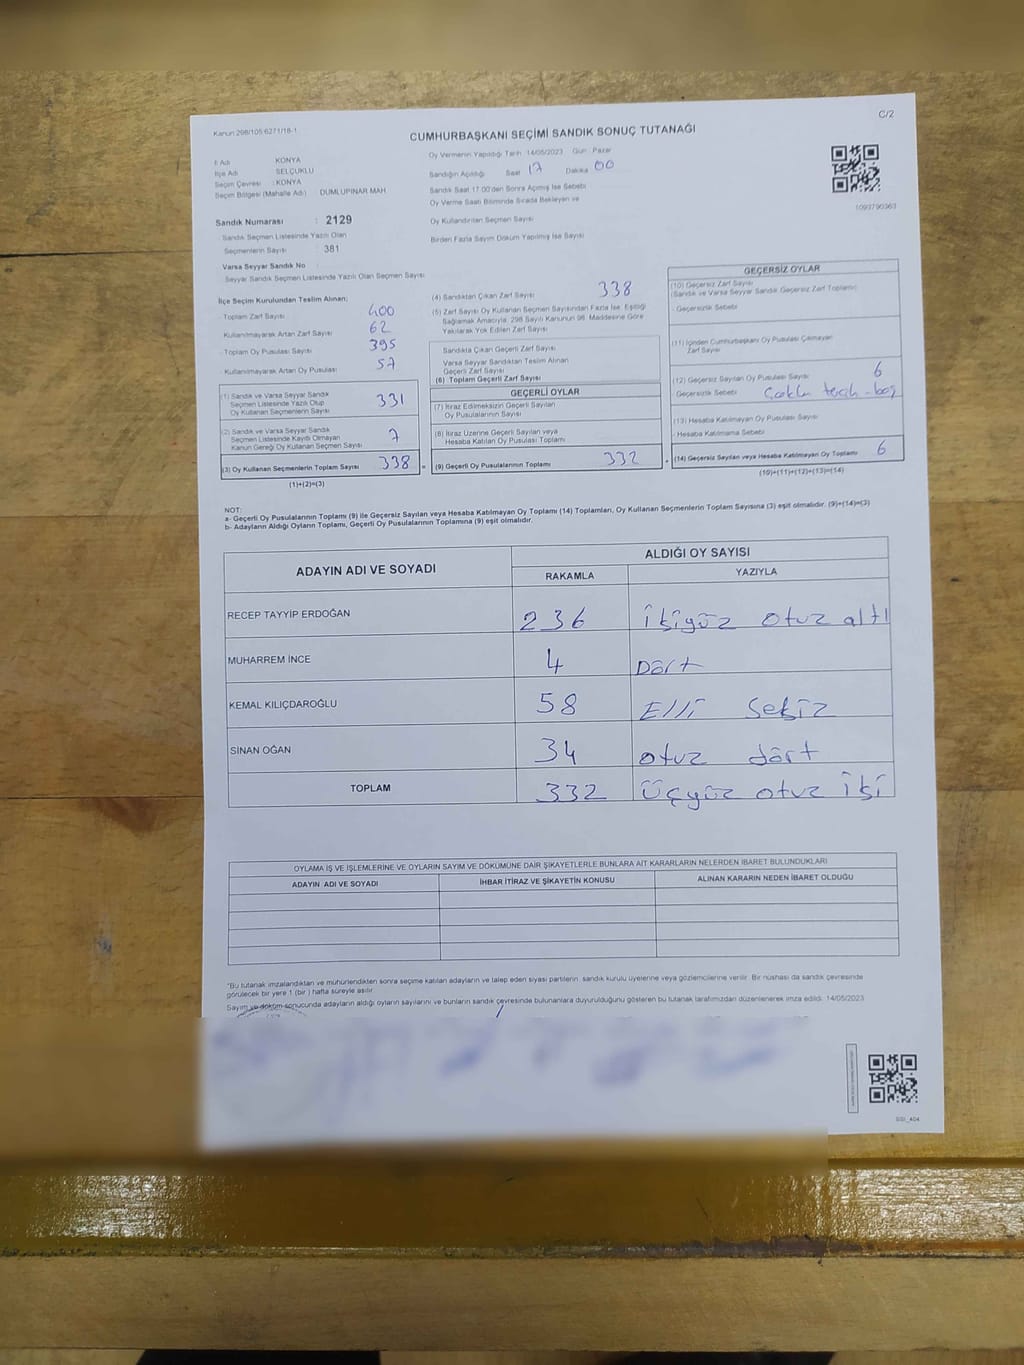 C/2
Kanun 298/105 6271/18-1
CUMHURBAŞKANI SEÇİMİ SANDIK SONUÇ TUTANAĞI
İl Adı KONYA
İlçe Adı SELÇUKLU
Seçim Çevresi : KONYA
Seçim Bölgesi (Mahalle Adı) DUMLUPINAR MAH
Oy Vermenin Yapıldığı Tarih 14/05/2023 Gün Pazar
Sandığın Açıldığı Saat 17 Dakika 00
Sandık Saat 17 00'den Sonra Açılmış İse Sebebi
Oy Verme Saati Bitiminde Sırada Bekleyen ve
Oy Kullandırılan Seçmen Sayısı
Birden Fazla Sayım Döküm Yapılmış İse Sayısı
1093790363
Sandık Numarası : 2129
Sandık Seçmen Listesinde Yazılı Olan
Seçmenlerin Sayısı : 381
Varsa Seyyar Sandık No
Seyyar Sandık Seçmen Listesinde Yazılı Olan Seçmen Sayısı
İlçe Seçim Kurulundan Teslim Alınan;
Toplam Zarf Sayısı 400
Kullanılmayarak Artan Zarf Sayısı 62
Toplam Oy Pusulası Sayısı 395
Kullanılmayarak Artan Oy Pusulası 57
(1) Sandık ve Varsa Seyyar Sandık
Seçmen Listesinde Yazılı Olup
Oy Kullanan Seçmenlerin Sayısı 331
(2) Sandık ve Varsa Seyyar Sandık
Seçmen Listesinde Kaydı Olmayan
Kanun Gereği Oy Kullanan Seçmen Sayısı 7
(3) Oy Kullanan Seçmenlerin Toplam Sayısı 338 =
(1)+(2)=(3)
(4) Sandıktan Çıkan Zarf Sayısı 338
(5) Zarf Sayısı Oy Kullanan Seçmen Sayısından Fazla İse, Eşitliği
Sağlamak Amacıyla, 298 Sayılı Kanunun 98. Maddesine Göre
Yakılarak Yok Edilen Zarf Sayısı
Sandıkta Çıkan Geçerli Zarf Sayısı
Varsa Seyyar Sandıktan Teslim Alınan
Geçerli Zarf Sayısı
(6) Toplam Geçerli Zarf Sayısı
GEÇERLİ OYLAR
(7) İtiraz Edilmeksizin Geçerli Sayılan
Oy Pusulalarının Sayısı
(8) İtiraz Üzerine Geçerli Sayılan veya
Hesaba Katılan Oy Pusulası Toplamı
(9) Geçerli Oy Pusulalarının Toplamı 332 +
GEÇERSİZ OYLAR
(10) Geçersiz Zarf Sayısı
(Sandık ve Varsa Seyyar Sandık Geçersiz Zarf Toplamı)
Geçersizlik Sebebi
(11) İçinden Cumhurbaşkanı Oy Pusulası Çıkmayan
Zarf Sayısı
(12) Geçersiz Sayılan Oy Pusulası Sayısı 6
Geçersizlik Sebebi Çoklu tercih - boş
(13) Hesaba Katılmayan Oy Pusulası Sayısı
Hesaba Katılmama Sebebi
(14) Geçersiz Sayılan veya Hesaba Katılmayan Oy Toplamı 6
(10)+(11)+(12)+(13)=(14)
NOT:
a- Geçerli Oy Pusulalarının Toplamı (9) ile Geçersiz Sayılan veya Hesaba Katılmayan Oy Toplamı (14) Toplamları, Oy Kullanan Seçmenlerin Toplam Sayısına (3) eşit olmalıdır. (9)+(14)=(3)
b- Adayların Aldığı Oyların Toplamı, Geçerli Oy Pusulalarının Toplamına (9) eşit olmalıdır.
ADAYIN ADI VE SOYADI ALDIĞI OY SAYISI
RAKAMLA YAZIYLA
RECEP TAYYİP ERDOĞAN 236 ikiyüz otuz altı
MUHARREM İNCE 4 Dört
KEMAL KILIÇDAROĞLU 58 Elli Sekiz
SİNAN OĞAN 34 otuz dört
TOPLAM 332 Üçyüz otuz iki
OYLAMA İŞ VE İŞLEMLERİNE VE OYLARIN SAYIM VE DÖKÜMÜNE DAİR ŞİKAYETLERLE BUNLARA AİT KARARLARIN NELERDEN İBARET BULUNDUKLARI
ADAYIN ADI VE SOYADI İHBAR İTİRAZ VE ŞİKAYETİN KONUSU ALINAN KARARIN NEDEN İBARET OLDUĞU
*Bu tutanak imzalandıktan ve mühürlendikten sonra seçime katılan adayların ve talep eden siyasi partilerin sandık kurulu üyelerine veya gözlemcilerine verilir. Bir nüshası da sandık çevresinde
görülecek bir yere 1 (bir) hafta süreyle asılır.
Sayım ve döküm sonucunda adayların aldığı oyların sayılarını ve bunların sandık çevresinde bulunanlara duyurulduğunu gösteren bu tutanak tarafımızdan düzenlenerek imza edildi. 14/05/2023
SSI_404